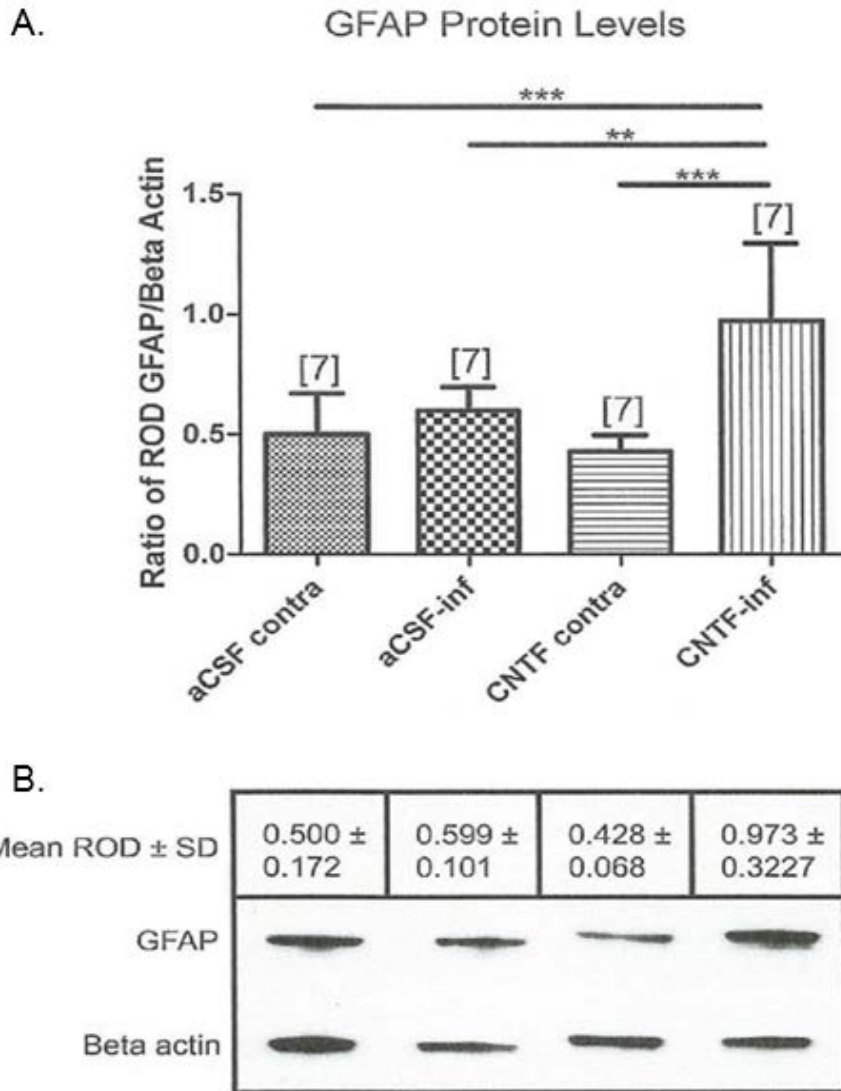 A.
GFAP Protein Levels
***
**
***
Ratio of ROD GFAP/Beta Actin
1.5
1.0
0.5
0.0
[7]
[7]
[7]
[7]
aCSF contra
aCSF-inf
CNTF contra
CNTF-inf
B.
Mean ROD ± SD
0.500 ±
0.172
0.599 ±
0.101
0.428 ±
0.068
0.973 ±
0.3227
GFAP
Beta actin